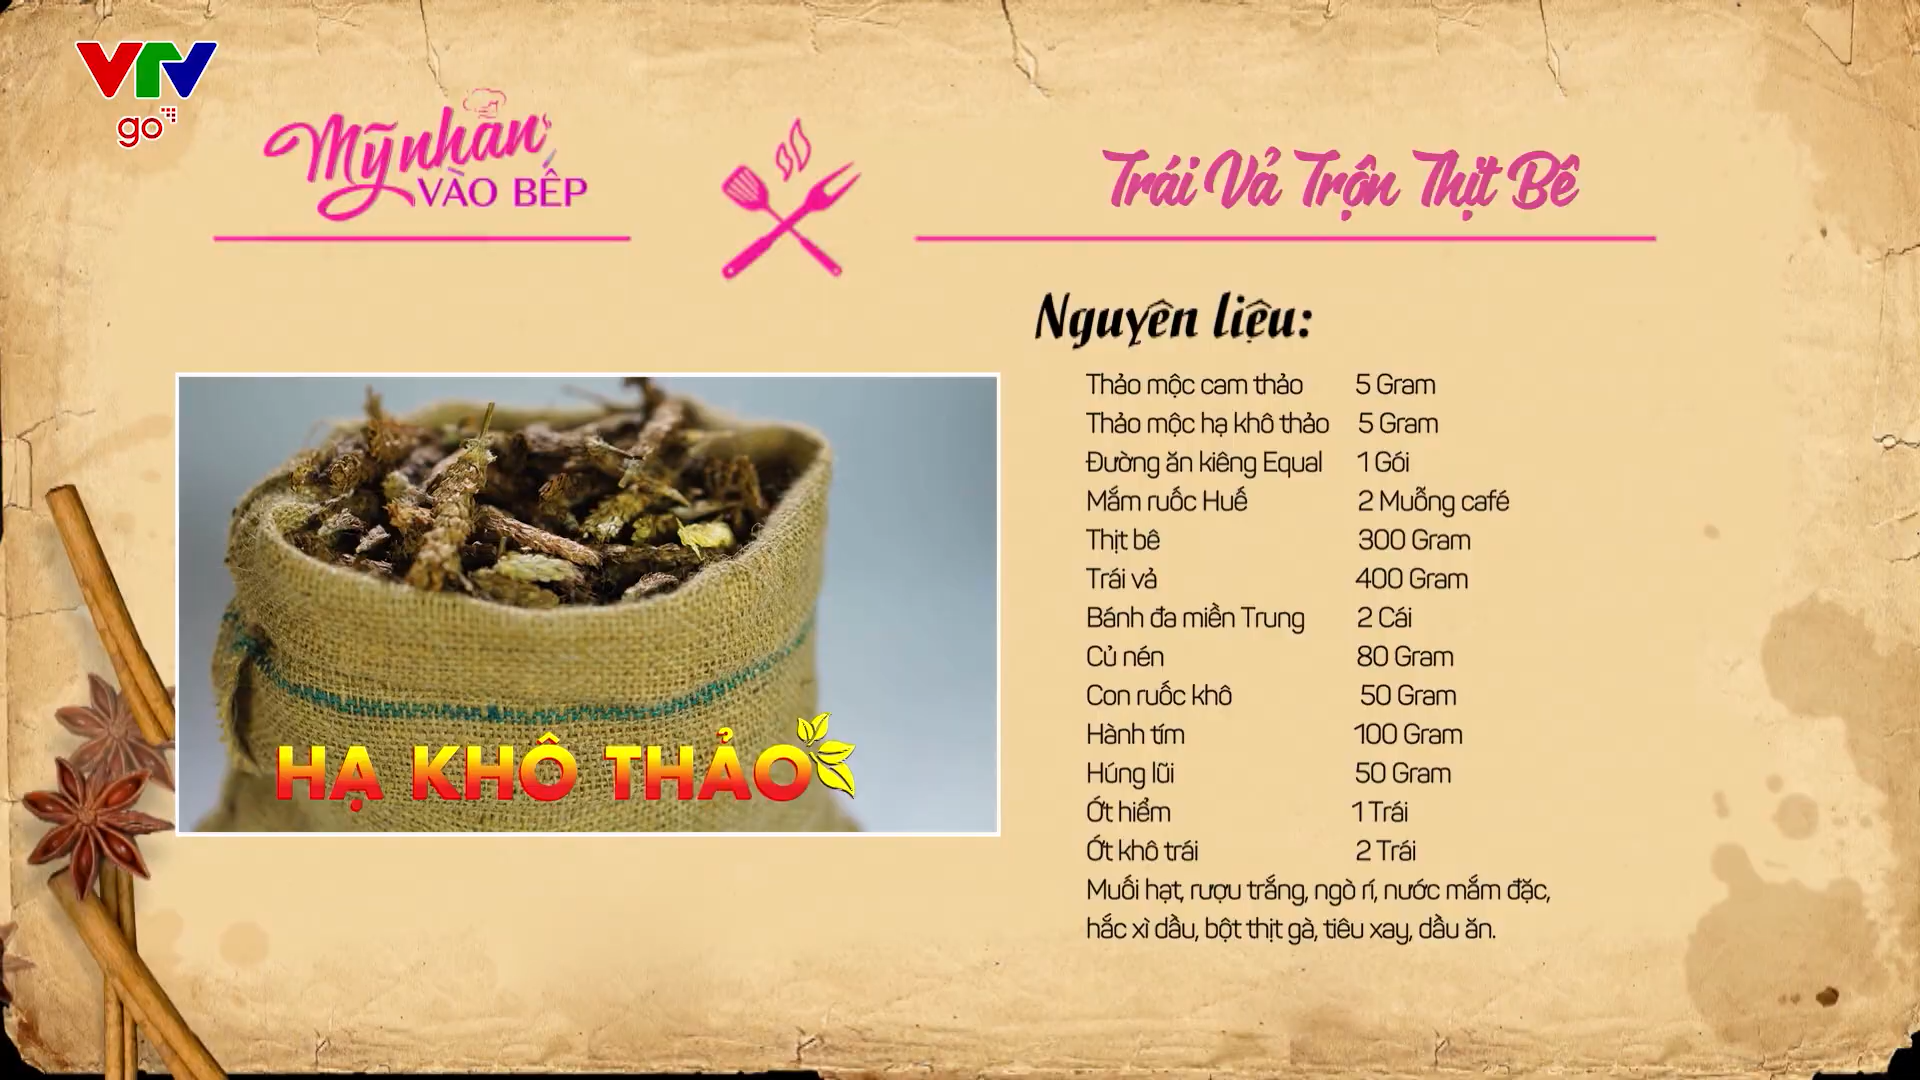 VTV
go
Mỹ nhân
VÀO BẾP
Trái Vả Trộn Thịt Bê
Nguyên liệu:
Thảo mộc cam thảo 5 Gram
Thảo mộc hạ khô thảo 5 Gram
Đường ăn kiêng Equal 1 Gói
Mắm ruốc Huế 2 Muỗng café
Thịt bê 300 Gram
Trái vả 400 Gram
Bánh đa miền Trung 2 Cái
Củ nén 80 Gram
Con ruốc khô 50 Gram
Hành tím 100 Gram
Húng lũi 50 Gram
Ớt hiểm 1 Trái
Ớt khô trái 2 Trái
Muối hạt, rượu trắng, ngò rí, nước mắm đặc,
hắc xì dầu, bột thịt gà, tiêu xay, dầu ăn.
HẠ KHÔ THẢO